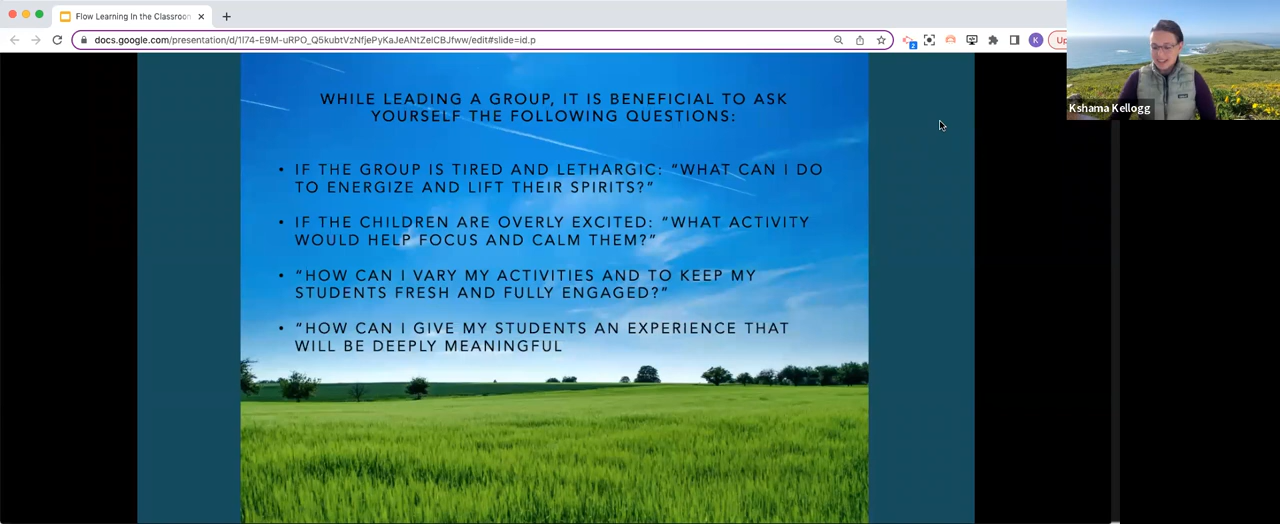 Flow Learning In the Classroon
docs.google.com/presentation/d/1I74-E9M-uRPO_Q5kubtVzNfjePyKaJeANtZeICBJfww/edit#slide=id.p
2
K
Up
Kshama Kellogg
WHILE LEADING A GROUP, IT IS BENEFICIAL TO ASK
YOURSELF THE FOLLOWING QUESTIONS:
• IF THE GROUP IS TIRED AND LETHARGIC: “WHAT CAN I DO
TO ENERGIZE AND LIFT THEIR SPIRITS?”
• IF THE CHILDREN ARE OVERLY EXCITED: “WHAT ACTIVITY
WOULD HELP FOCUS AND CALM THEM?”
• “HOW CAN I VARY MY ACTIVITIES AND TO KEEP MY
STUDENTS FRESH AND FULLY ENGAGED?”
• “HOW CAN I GIVE MY STUDENTS AN EXPERIENCE THAT
WILL BE DEEPLY MEANINGFUL